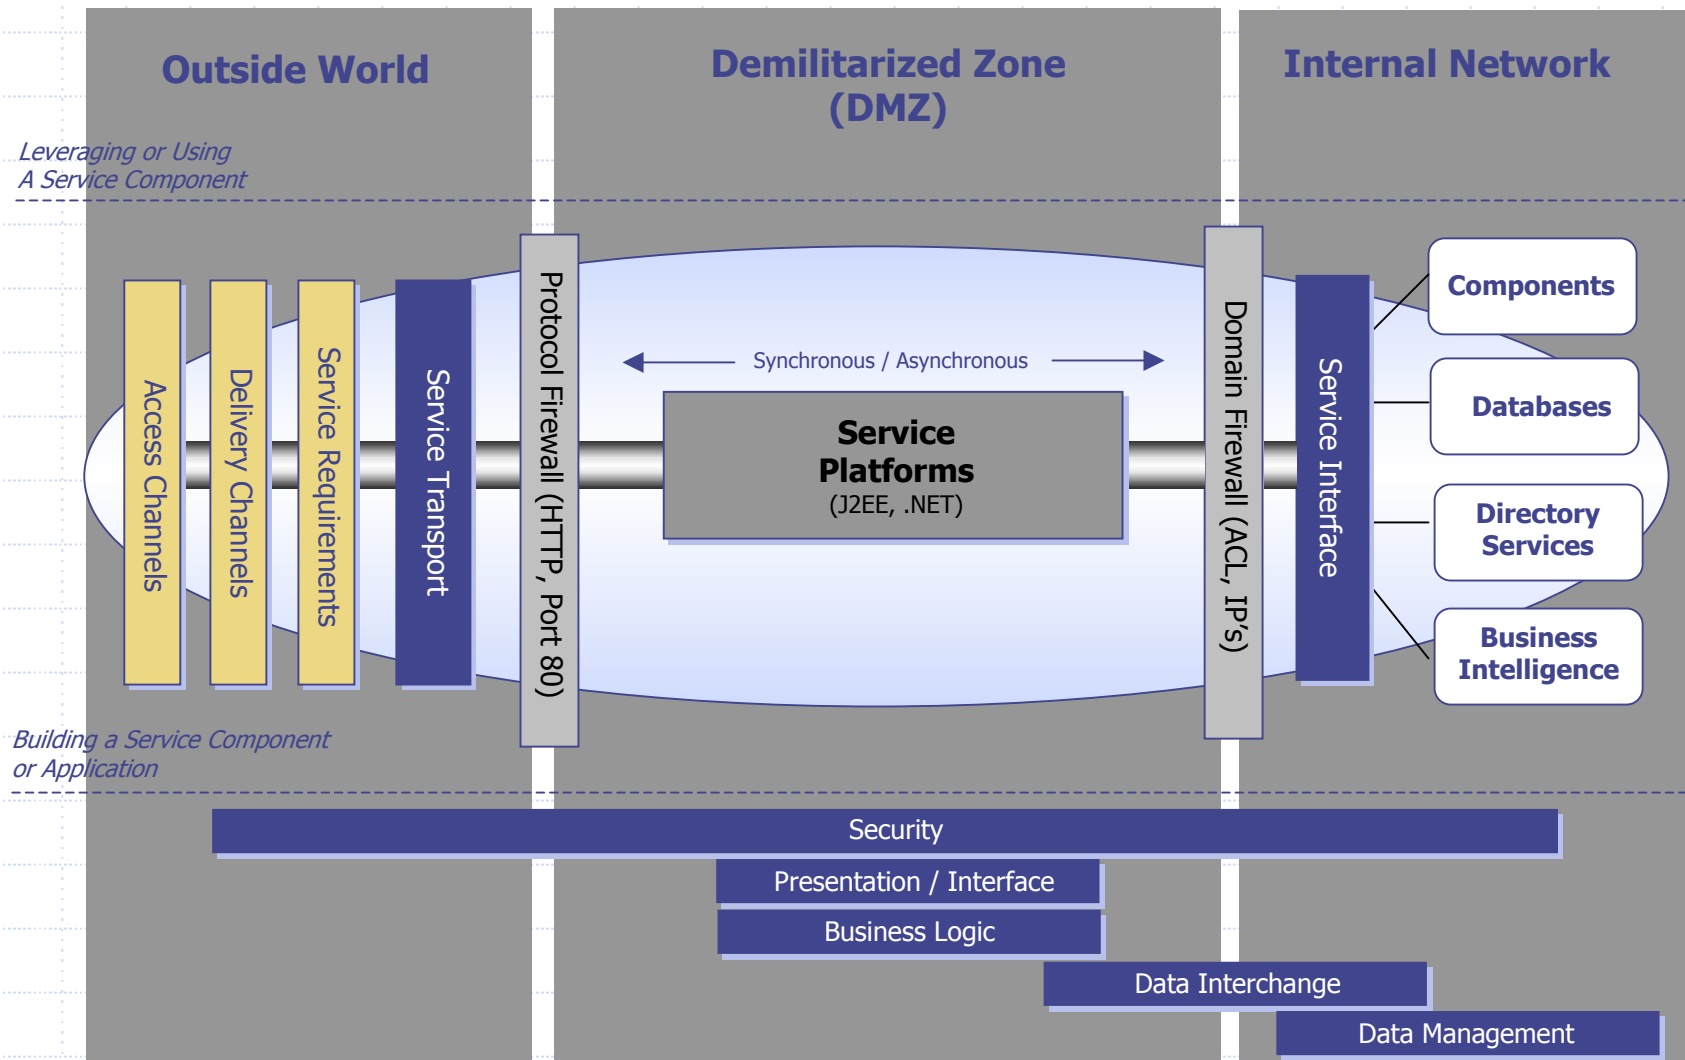 Outside World
Demilitarized Zone
(DMZ)
Internal Network
Leveraging or Using
A Service Component
Access Channels
Delivery Channels
Service Requirements
Service Transport
Protocol Firewall (HTTP, Port 80)
Synchronous / Asynchronous
Service
Platforms
(J2EE, .NET)
Domain Firewall (ACL, IP's)
Service Interface
Components
Databases
Directory
Services
Business
Intelligence
Building a Service Component
or Application
Security
Presentation / Interface
Business Logic
Data Interchange
Data Management